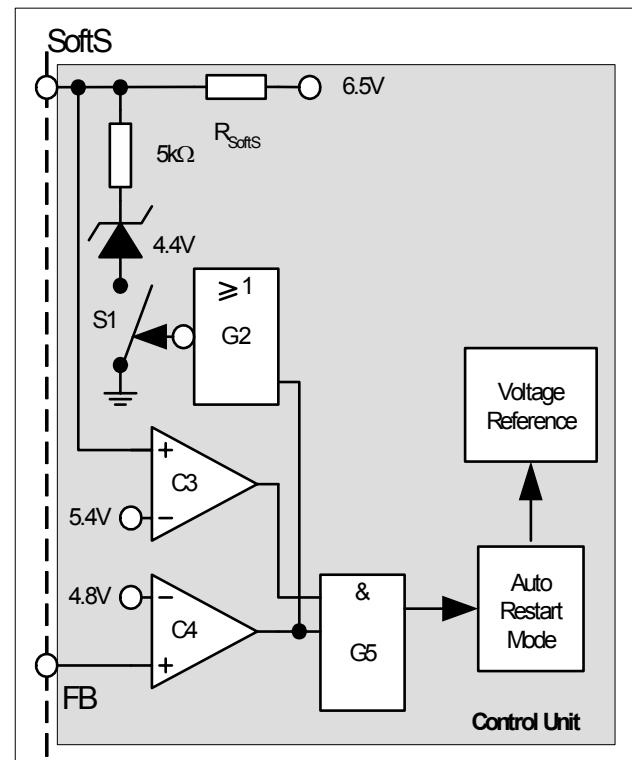 SoftS
6.5V
R SoftS
5kΩ
4.4V
S1
≥1
G2
Voltage
Reference
C3
5.4V
4.8V
C4
&
G5
Auto
Restart
Mode
FB
Control Unit